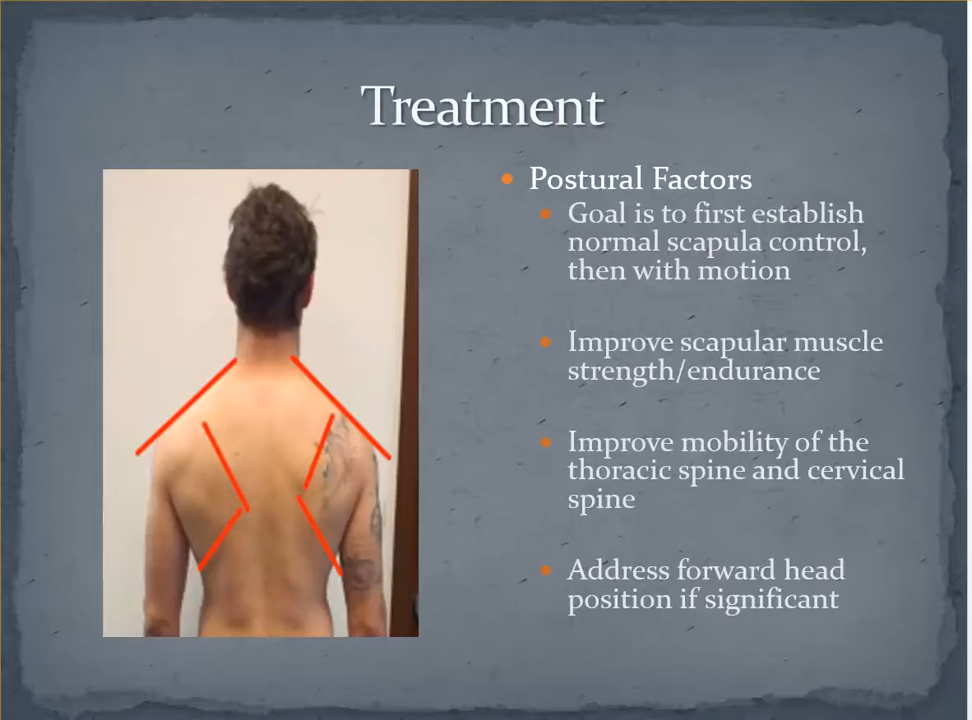 Treatment
Postural Factors
Goal is to first establish
normal scapula control,
then with motion
Improve scapular muscle
strength/endurance
Improve mobility of the
thoracic spine and cervical
spine
Address forward head
position if significant